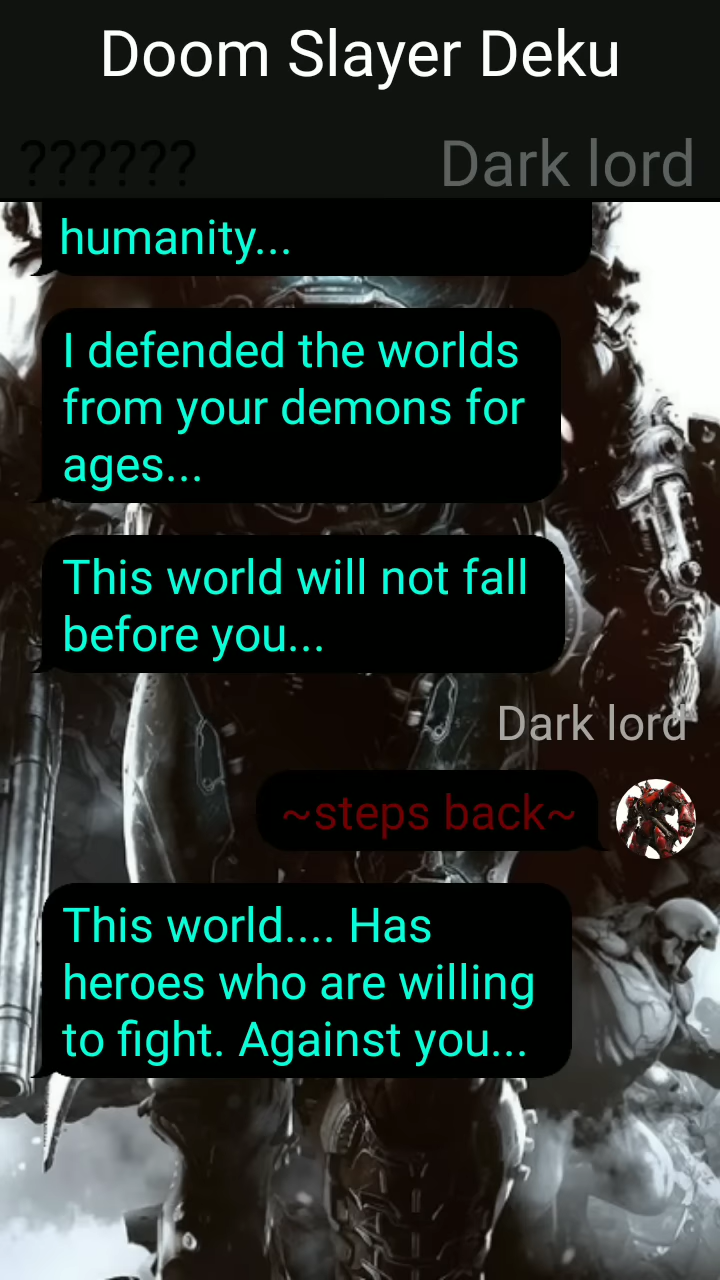 Doom Slayer Deku
?????? Dark lord
humanity...
I defended the worlds
from your demons for
ages...
This world will not fall
before you...
Dark lord
~steps back~
This world.... Has
heroes who are willing
to fight. Against you...